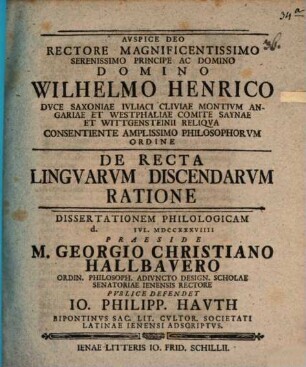 AVSPICE DEO
RECTORE MAGNIFICENTISSIMO
SERENISSIMO PRINCIPE AC DOMINO
DOMINO
WILHELMO HENRICO
DVCE SAXONIAE IVLIACI CLIVIAE MONTIVM AN-
GARIAE ET WESTPHALIAE COMITE SAYNAE
ET WITTGENSTEINII RELIQVA
CONSENTIENTE AMPLISSIMO PHILOSOPHORVM
ORDINE
DE RECTA
LINGVARVM DISCENDARVM
RATIONE
DISSERTATIONEM PHILOLOGICAM
d. IVL. MDCCXXXVIIII
PRAESIDE
M. GEORGIO CHRISTIANO
HALLBAVERO
ORDIN. PHILOSOPH. ADIVNCTO DESIGN. SCHOLAE
SENATORIAE IENENSIS RECTORE
PVBLICE DEFENDET
IO. PHILIPP. HAVTH
BIPONTINVS SAC. LIT. CVLTOR. SOCIETATI
LATINAE IENENSI ADSCRIPTVS.
IENAE LITTERIS IO. FRID. SCHILLII.